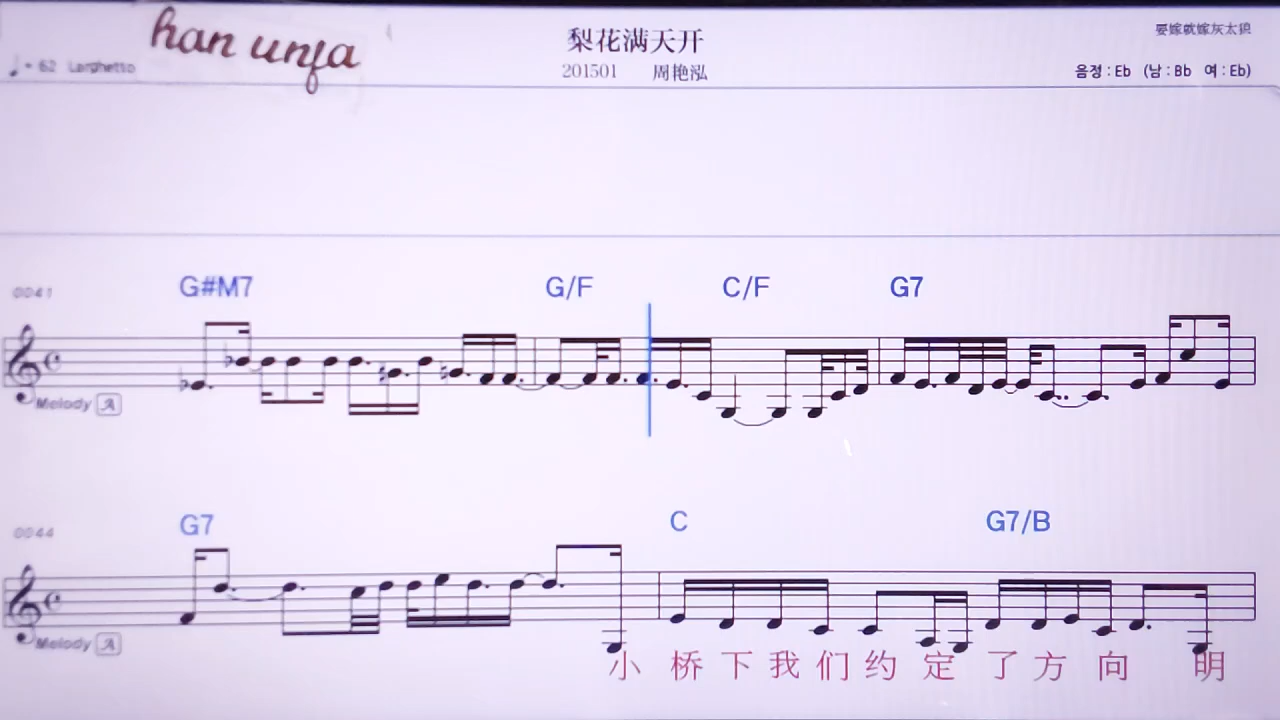 han unfa
梨花满天开
要嫁就嫁灰太狼
♩= 62 Larghetto
201501 周艳泓
음정 : Eb (남 : Bb 여 : Eb)
0041
G#M7 G/F C/F G7
Melody A
0044
G7 C G7/B
Melody A
小 桥 下 我 们 约 定 了 方 向 明